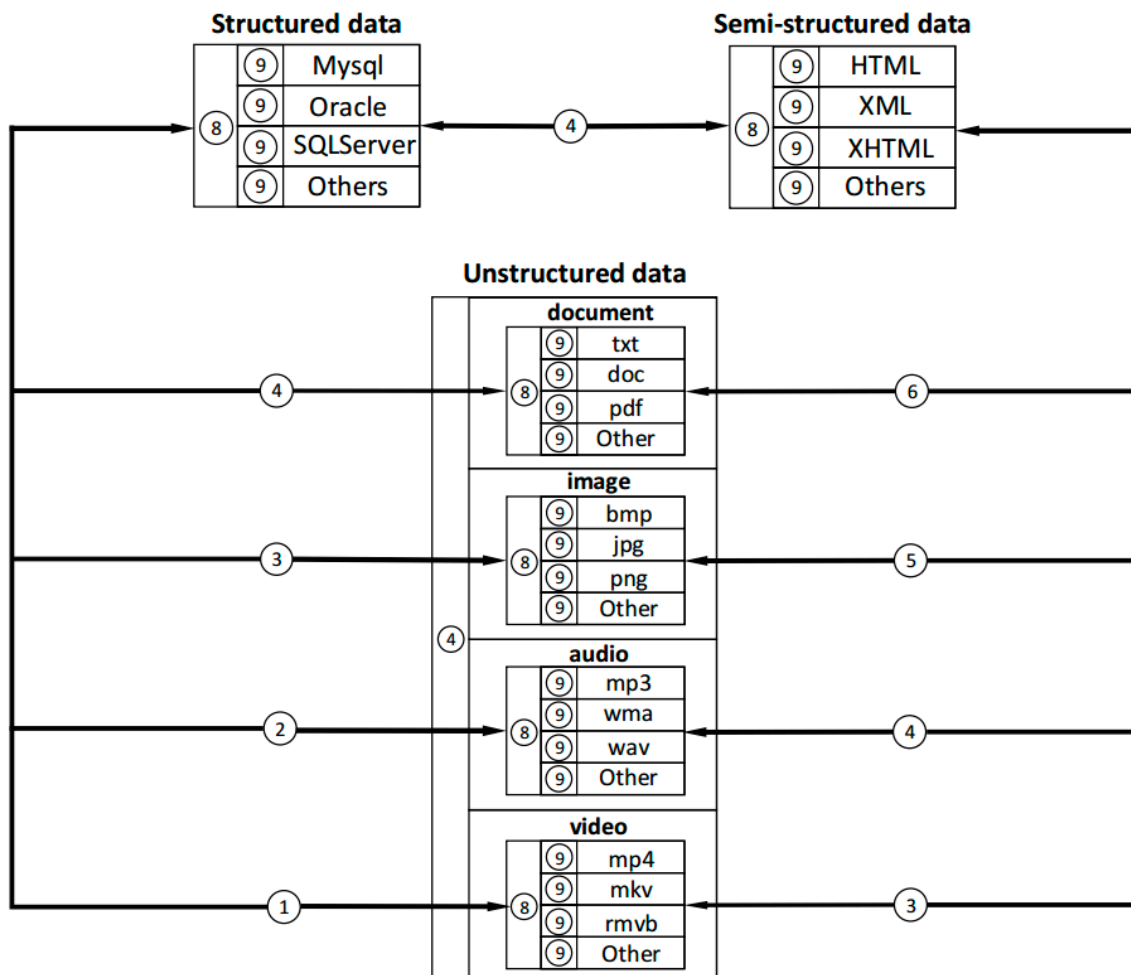 Structured data
8
9 Mysql
9 Oracle
9 SQLServer
9 Others
4
Semi-structured data
8
9 HTML
9 XML
9 XHTML
9 Others
Unstructured data
4
document
4
8
9 txt
9 doc
9 pdf
9 Other
6
image
3
8
9 bmp
9 jpg
9 png
9 Other
5
audio
2
8
9 mp3
9 wma
9 wav
9 Other
4
video
1
8
9 mp4
9 mkv
9 rmvb
9 Other
3